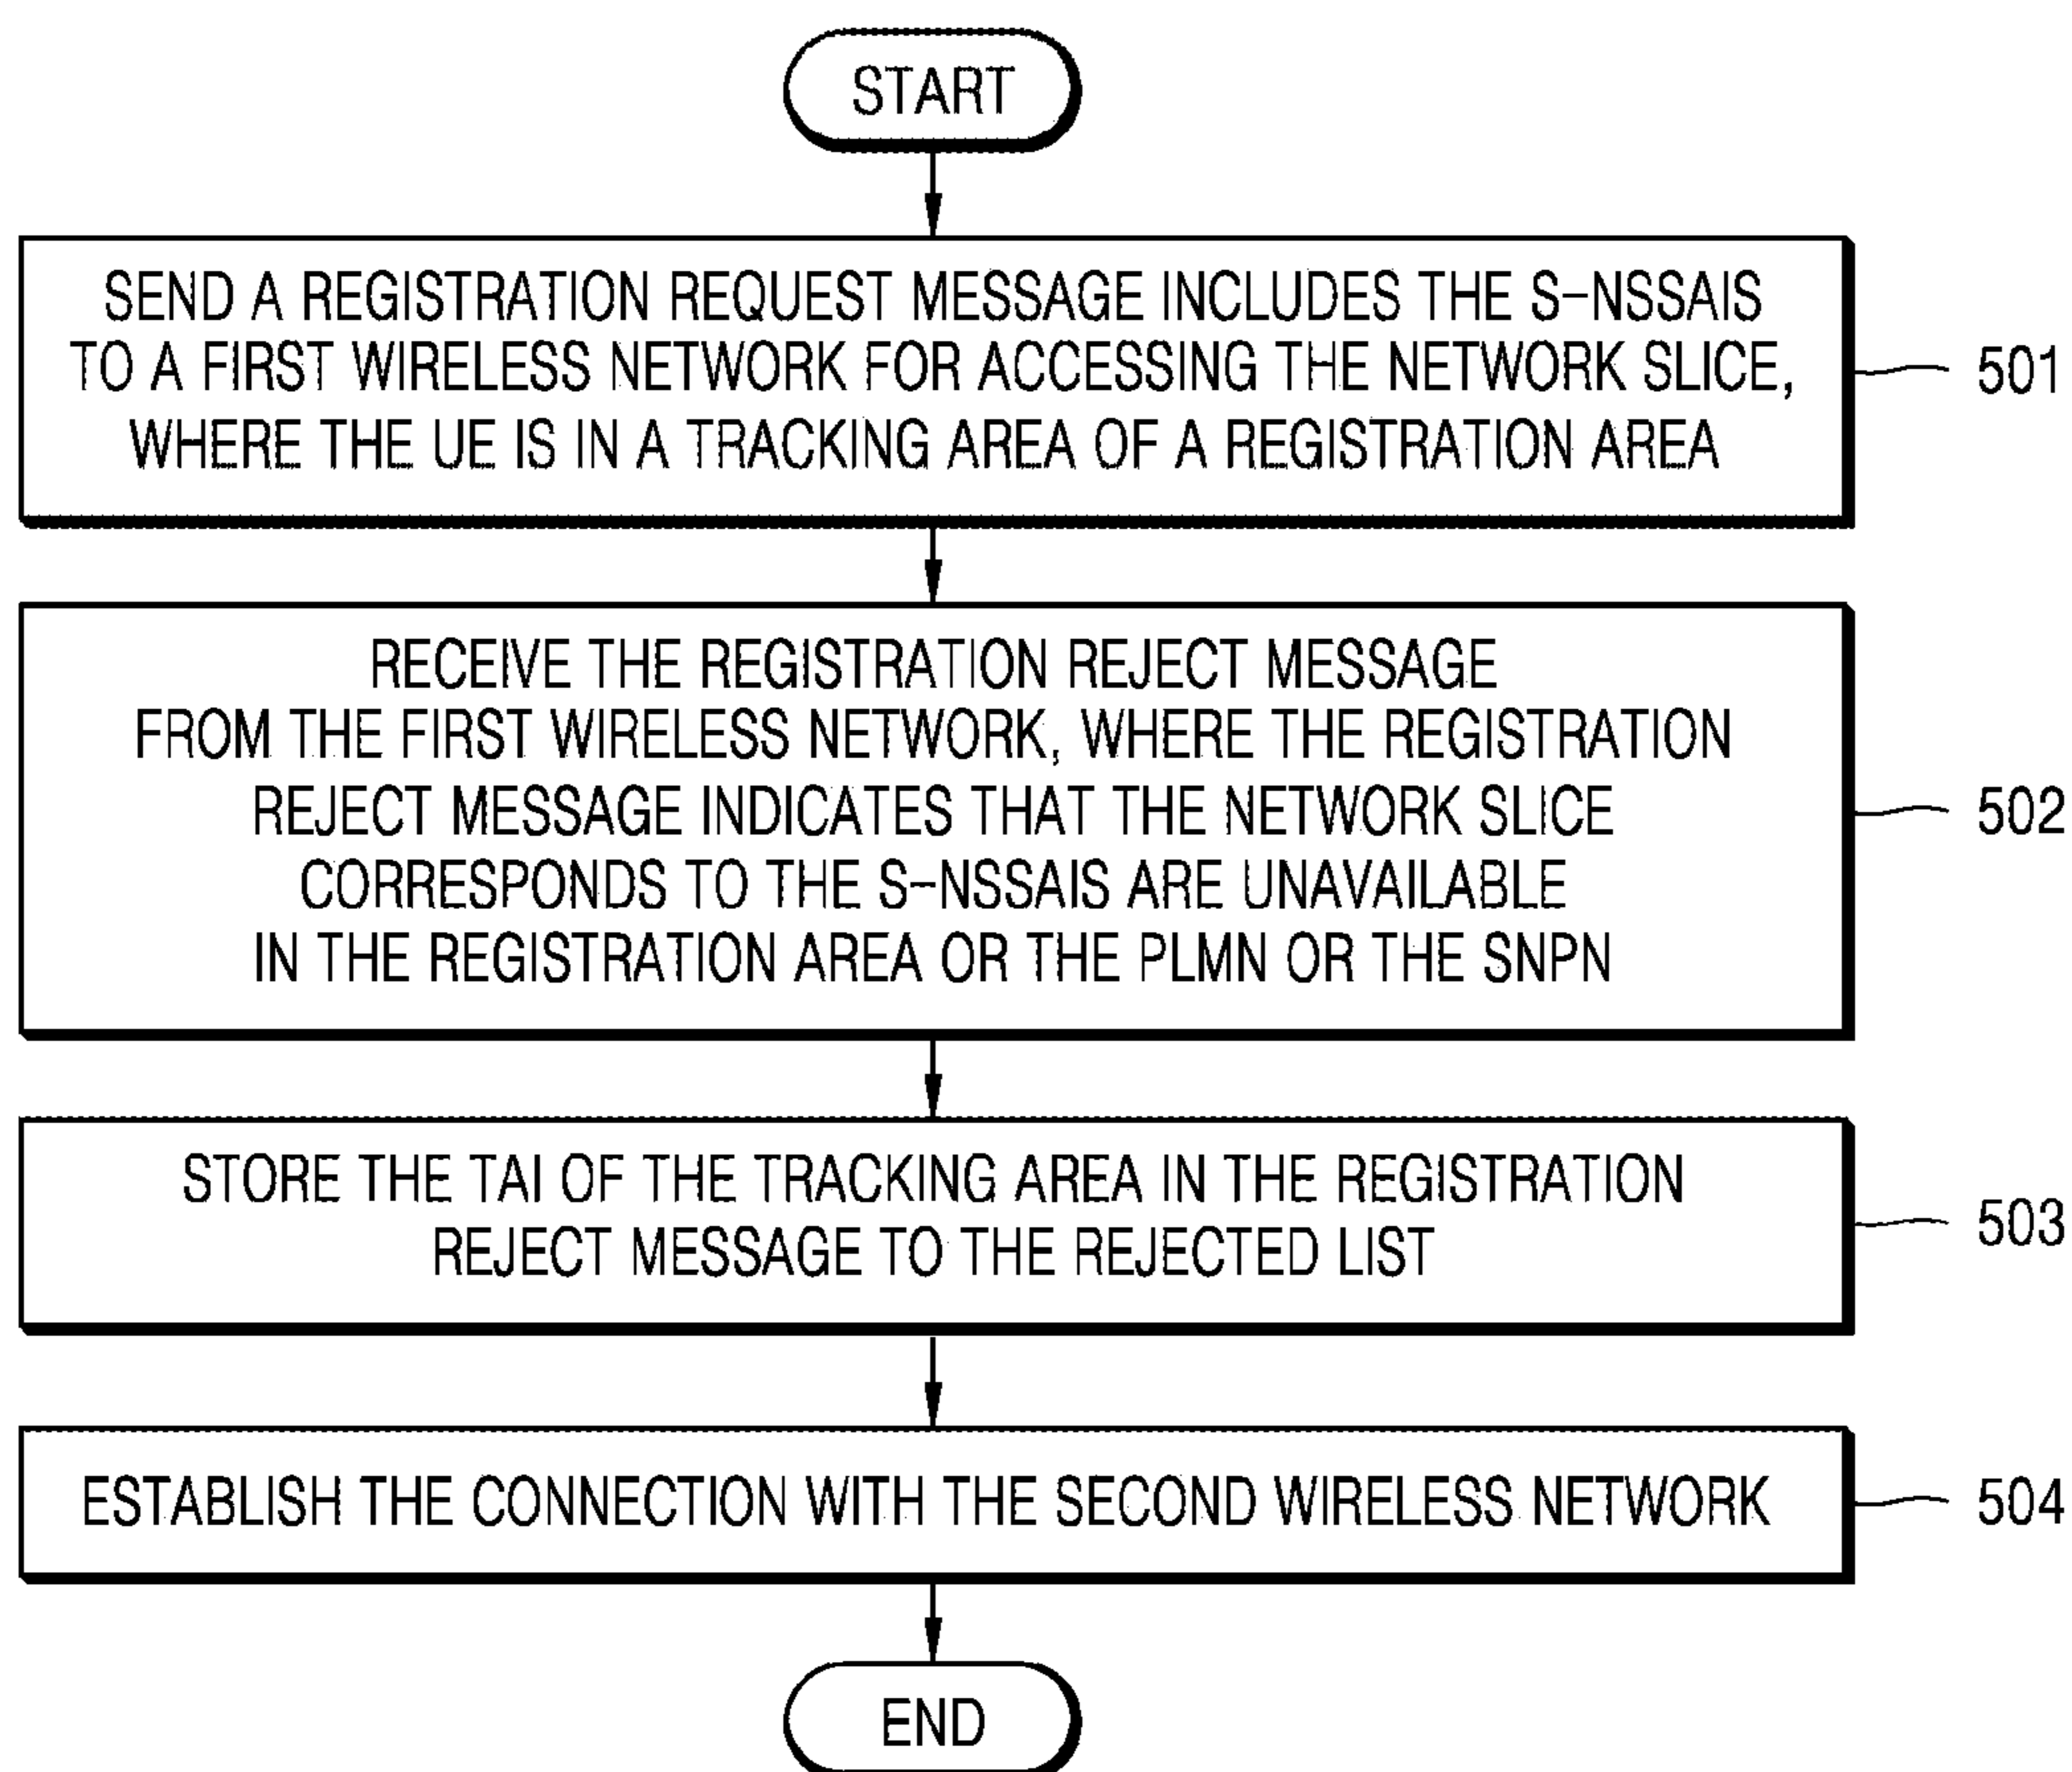 START
SEND A REGISTRATION REQUEST MESSAGE INCLUDES THE S-NSSAIS
TO A FIRST WIRELESS NETWORK FOR ACCESSING THE NETWORK SLICE,
WHERE THE UE IS IN A TRACKING AREA OF A REGISTRATION AREA
501
RECEIVE THE REGISTRATION REJECT MESSAGE
FROM THE FIRST WIRELESS NETWORK, WHERE THE REGISTRATION
REJECT MESSAGE INDICATES THAT THE NETWORK SLICE
CORRESPONDS TO THE S-NSSAIS ARE UNAVAILABLE
IN THE REGISTRATION AREA OR THE PLMN OR THE SNPN
502
STORE THE TAI OF THE TRACKING AREA IN THE REGISTRATION
REJECT MESSAGE TO THE REJECTED LIST
503
ESTABLISH THE CONNECTION WITH THE SECOND WIRELESS NETWORK
504
END